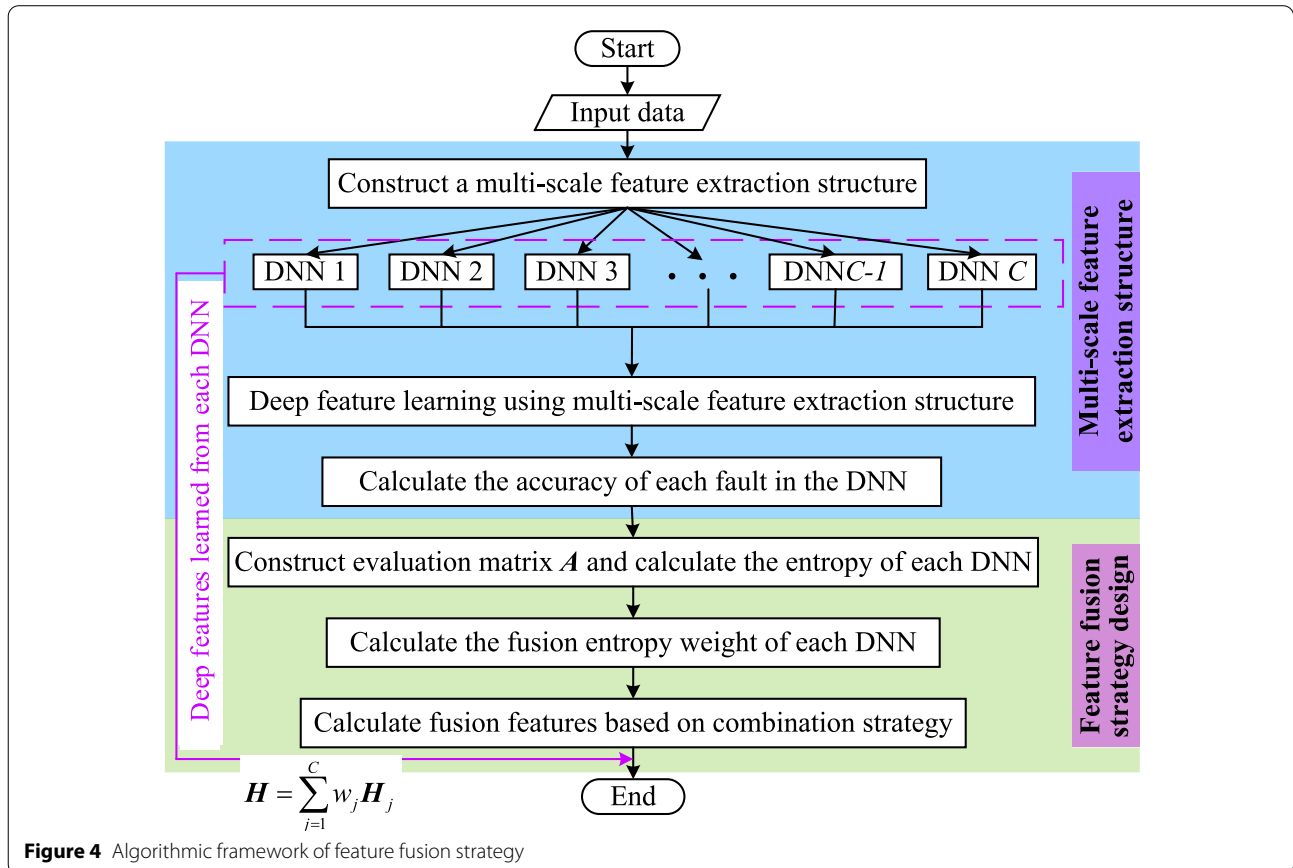 Start
Input data
Construct a multi-scale feature extraction structure
DNN 1 DNN 2 DNN 3 • • • DNNC-1 DNN C
Deep feature learning using multi-scale feature extraction structure
Calculate the accuracy of each fault in the DNN
Multi-scale feature
extraction structure
Deep features learned from each DNN
Construct evaluation matrix A and calculate the entropy of each DNN
Calculate the fusion entropy weight of each DNN
Calculate fusion features based on combination strategy
Feature fusion
strategy design
H = ∑_{j=1}^{C} w_j H_j
End
Figure 4 Algorithmic framework of feature fusion strategy